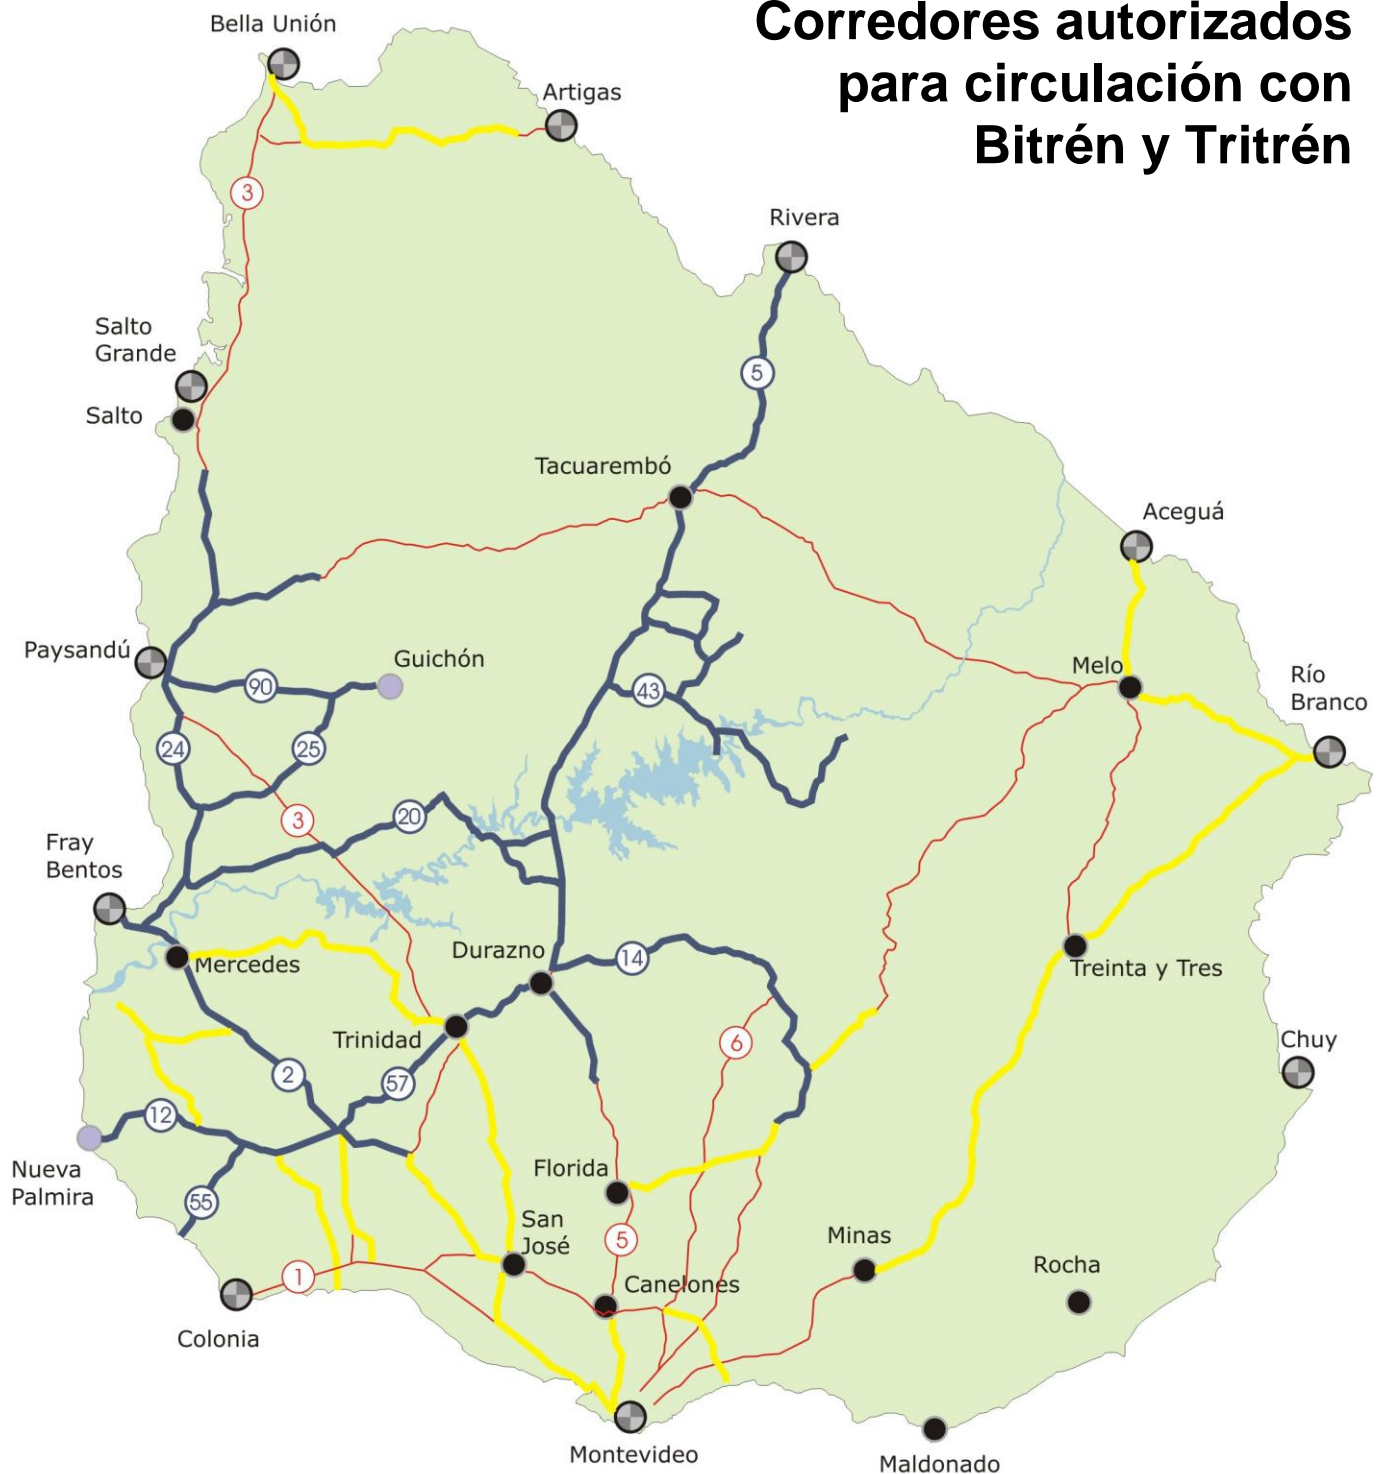 Corredores autorizados
para circulación con
Bitrén y Tritrén
Bella Unión
Artigas
3
Rivera
Salto
Grande
5
Salto
Tacuarembó
Aceguá
Paysandú
Guichón
Melo
Río
Branco
90
43
24
25
20
3
Fray
Bentos
Durazno
14
Mercedes
Treinta y Tres
Trinidad
6
Chuy
2
57
12
Nueva
Palmira
Florida
55
San
José
5
Minas
Rocha
1
Canelones
Colonia
Montevideo
Maldonado